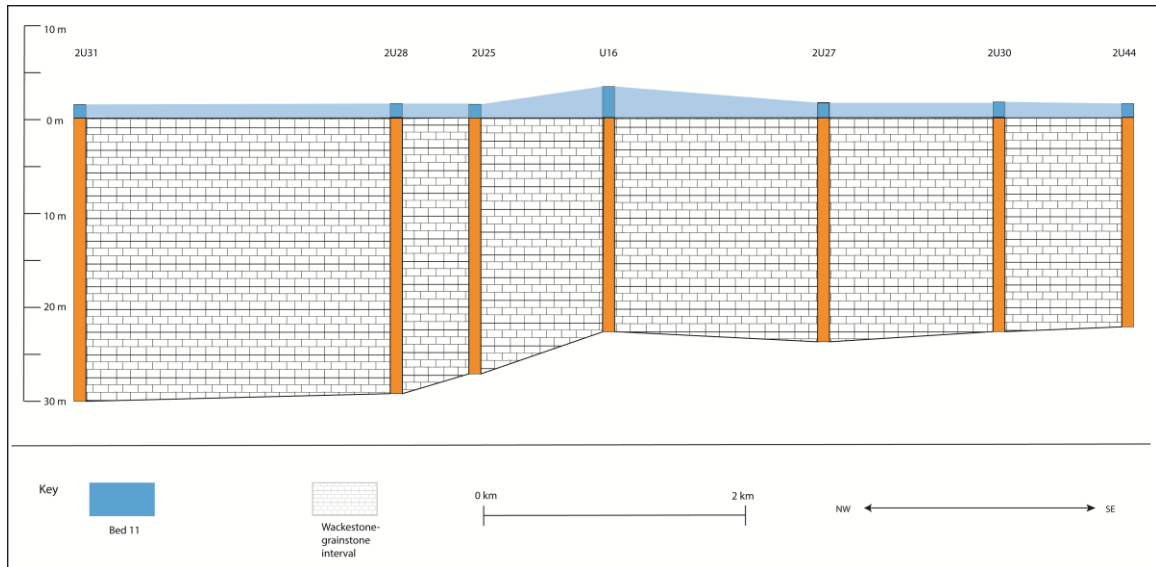 10 m
2U31
2U28
2U25
U16
2U27
2U30
2U44
0 m
10 m
20 m
30 m
Key
Bed 11
Wackestone-
grainstone
interval
0 km
2 km
NW
SE